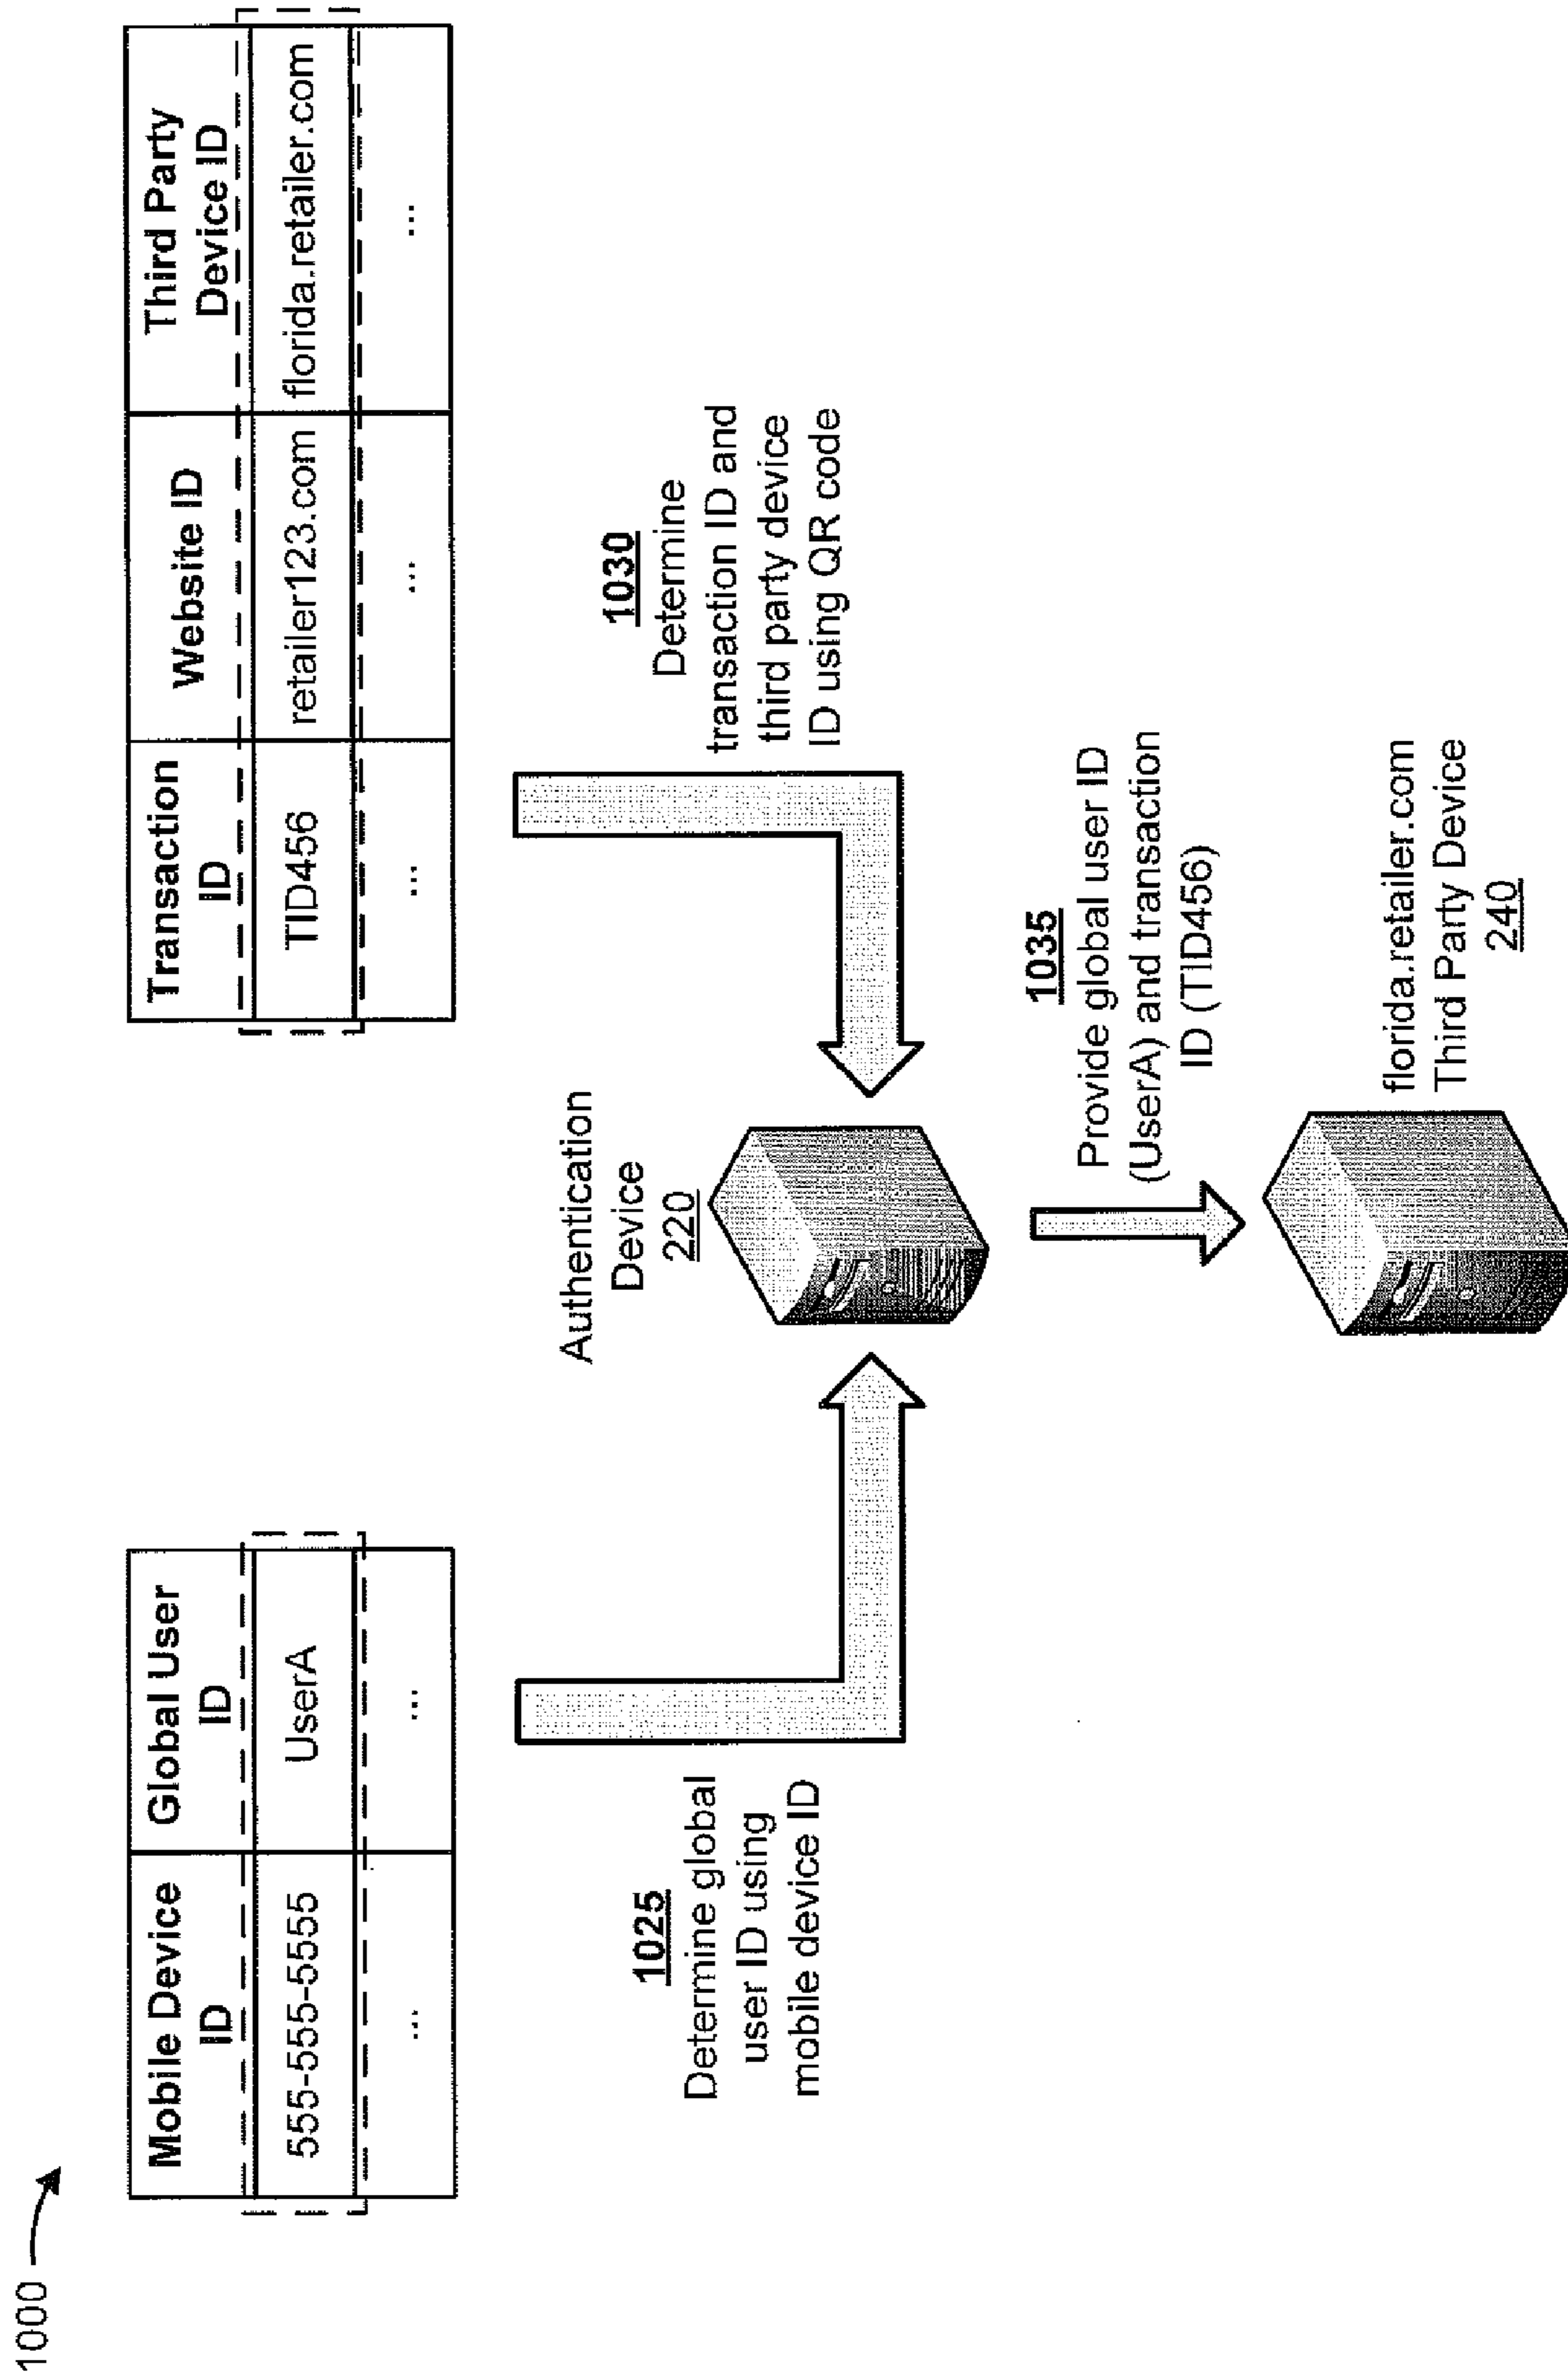 1000
Mobile Device
ID
Global User
ID
555-555-5555
UserA
...
...
Transaction
ID
Website ID
Third Party
Device ID
TID456
retailer123.com
florida.retailer.com
...
...
...
1025
Determine global
user ID using
mobile device ID
Authentication
Device
220
1030
Determine
transaction ID and
third party device
ID using QR code
1035
Provide global user ID
(UserA) and transaction
ID (TID456)
florida.retailer.com
Third Party Device
240